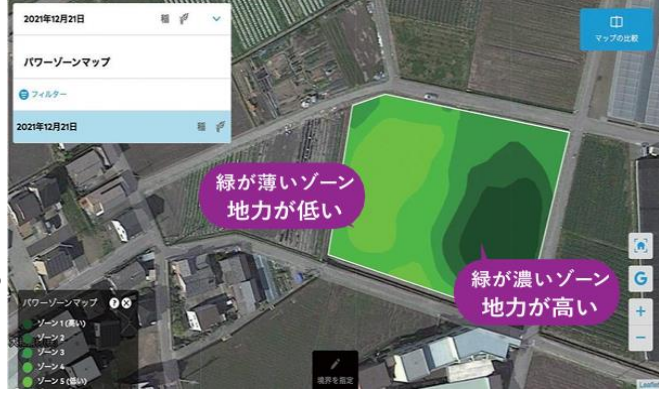 2021年12月21日 稲
パワーゾーンマップ
フィルター
2021年12月21日 稲
マップの比較
緑が薄いゾーン
地力が低い
緑が濃いゾーン
地力が高い
G
+
−
パワーゾーンマップ ? ×
ゾーン 1 (高い)
ゾーン 2
ゾーン 3
ゾーン 4
ゾーン 5 (低い)
境界を指定
Leaflet